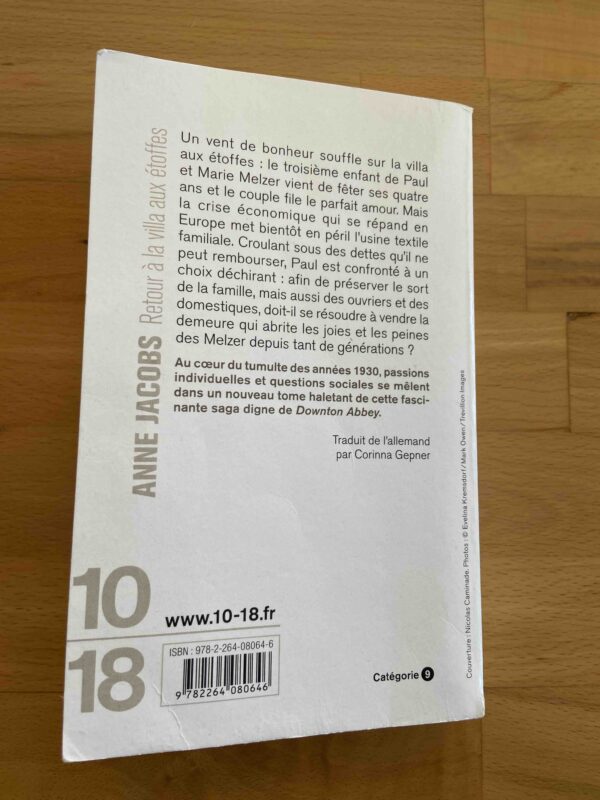 ANNE JACOBS Retour à la villa aux étoffes
Un vent de bonheur souffle sur la villa
aux étoffes : le troisième enfant de Paul
et Marie Melzer vient de fêter ses quatre
ans et le couple file le parfait amour. Mais
la crise économique qui se répand en
Europe met bientôt en péril l'usine textile
familiale. Croulant sous des dettes qu'il ne
peut rembourser, Paul est confronté à un
choix déchirant : afin de préserver le sort
de la famille, mais aussi des ouvriers et des
domestiques, doit-il se résoudre à vendre la
demeure qui abrite les joies et les peines
des Melzer depuis tant de générations ?
Au cœur du tumulte des années 1930, passions
individuelles et questions sociales se mêlent
dans un nouveau tome haletant de cette fasci-
nante saga digne de Downton Abbey.
Traduit de l'allemand
par Corinna Gepner
10
18
www.10-18.fr
ISBN : 978-2-264-08064-6
9 782264 080646
Catégorie 9
Couverture : Nicolas Caminade. Photos : © Evelina Kremsdorf / Mark Owen / Trevillion Images